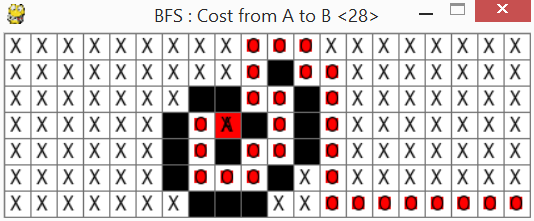 BFS : Cost from A to B <28>
X X X X X X X X X O O O X X X X X X X X
X X X X X X X X X O O O X X X X X X X
X X X X X X X O O O X X X X X X X
X X X X X X O A O O X X X X X X X
X X X X X X O O O O X X X X X X X
X X X X X X O O O X O X X X X X X X
X X X X X X X X X O O O O O O O O